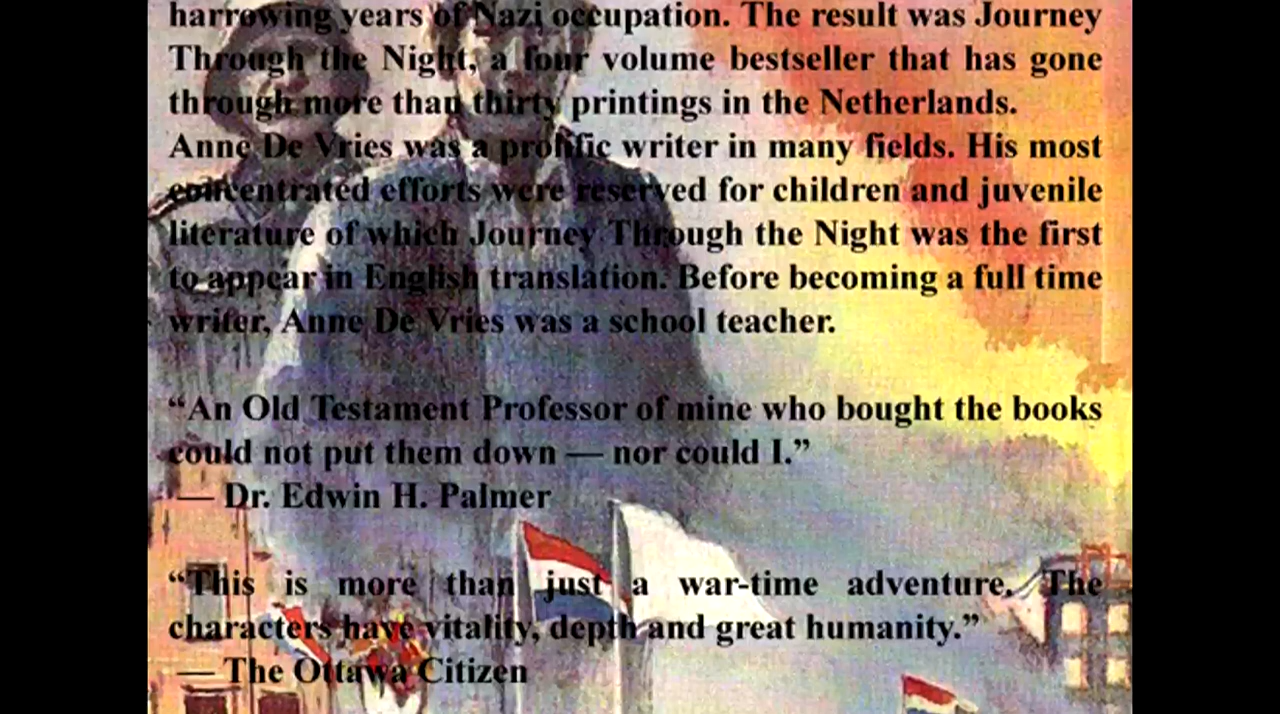 harrowing years of Nazi occupation. The result was Journey
Through the Night, a four volume bestseller that has gone
through more than thirty printings in the Netherlands.
Anne De Vries was a prolific writer in many fields. His most
concentrated efforts were reserved for children and juvenile
literature of which Journey Through the Night was the first
to appear in English translation. Before becoming a full time
writer, Anne De Vries was a school teacher.
“An Old Testament Professor of mine who bought the books
could not put them down — nor could I.”
— Dr. Edwin H. Palmer
“This is more than just a war-time adventure. The
characters have vitality, depth and great humanity.”
— The Ottawa Citizen